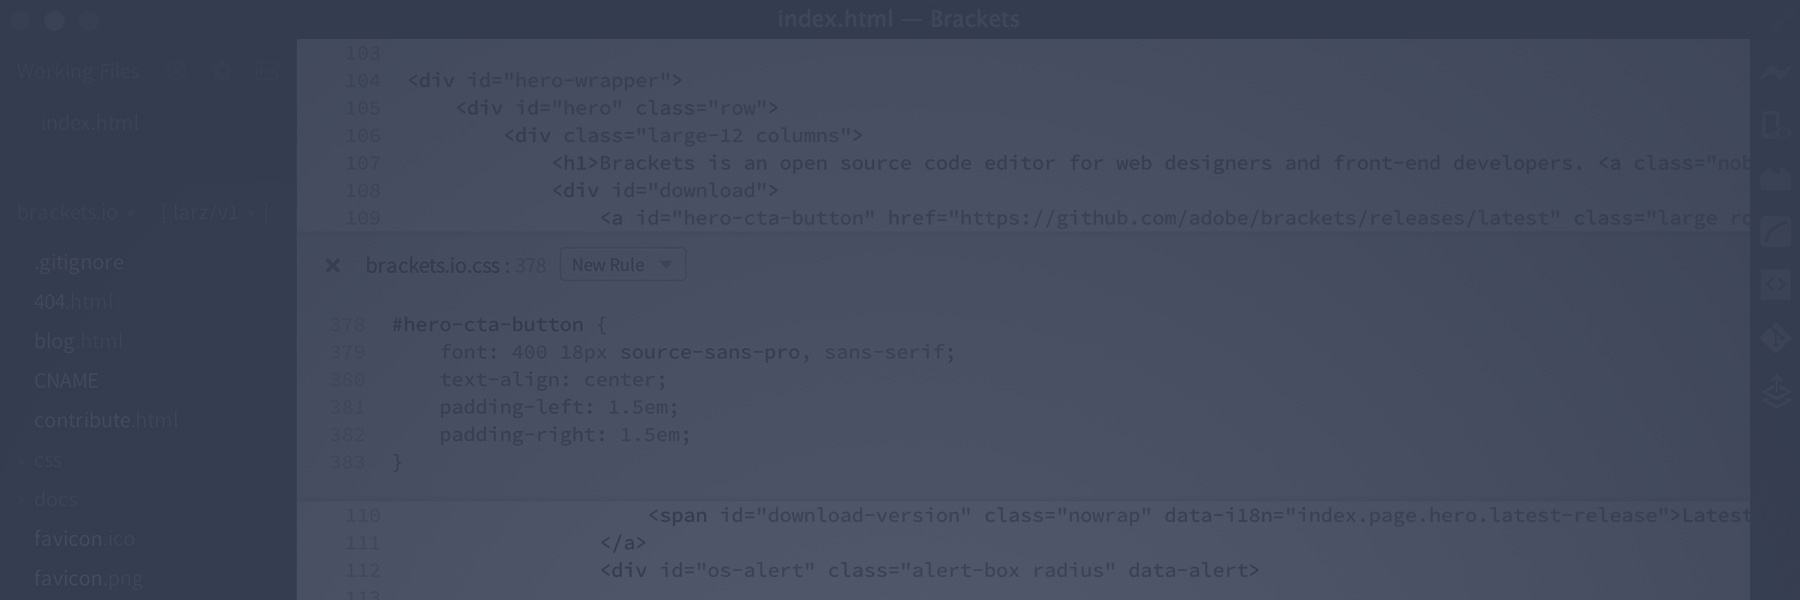 index.html — Brackets
Working Files
index.html
brackets.io
[ larz/v1 ]
.gitignore
404.html
blog.html
CNAME
contribute.html
css
docs
favicon.ico
favicon.png
103
104 <div id="hero-wrapper">
105 <div id="hero" class="row">
106 <div class="large-12 columns">
107 <h1>Brackets is an open source code editor for web designers and front-end developers. <a class="nob
108 <div id="download">
109 <a id="hero-cta-button" href="https://github.com/adobe/brackets/releases/latest" class="large ro
× brackets.io.css : 378 New Rule
378 #hero-cta-button {
379 font: 400 18px source-sans-pro, sans-serif;
380 text-align: center;
381 padding-left: 1.5em;
382 padding-right: 1.5em;
383 }
110 <span id="download-version" class="nowrap" data-i18n="index.page.hero.latest-release">Latest
111 </a>
112 <div id="os-alert" class="alert-box radius" data-alert>
113